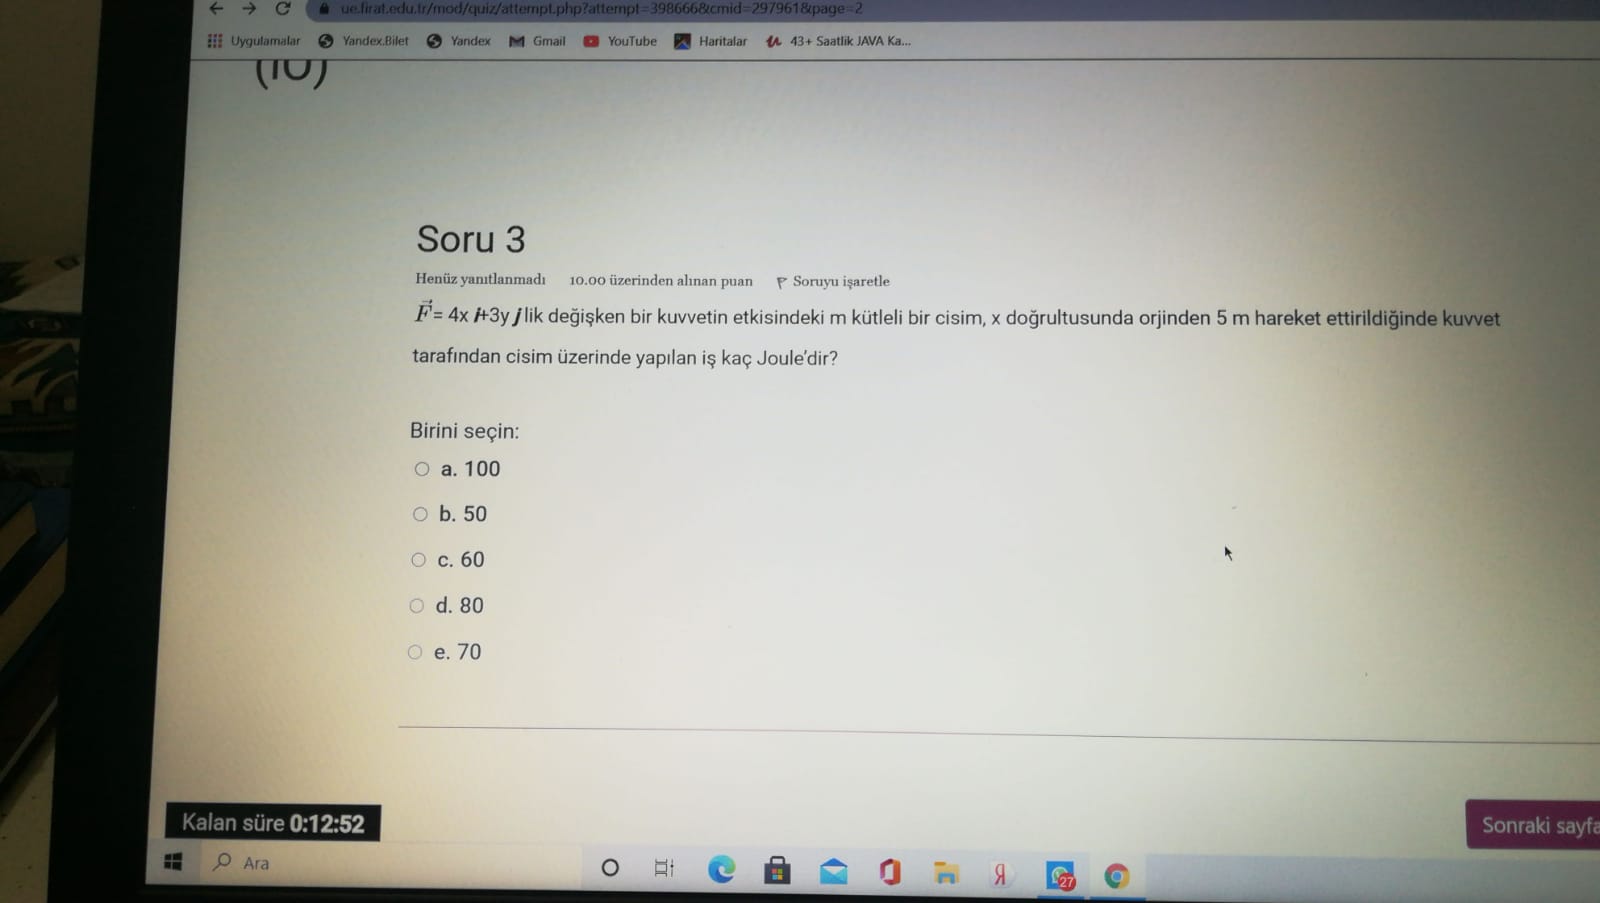 ue.firat.edu.tr/mod/quiz/attempt.php?attempt=398666&cmid=297961&page=2
Uygulamalar Yandex.Bilet Yandex Gmail YouTube Haritalar 43+ Saatlik JAVA Ka...
(10)
Soru 3
Henüz yanıtlanmadı 10.00 üzerinden alınan puan Soruyu işaretle
F= 4x i+3y j lik değişken bir kuvvetin etkisindeki m kütleli bir cisim, x doğrultusunda orjinden 5 m hareket ettirildiğinde kuvvet
tarafından cisim üzerinde yapılan iş kaç Joule'dir?
Birini seçin:
a. 100
b. 50
c. 60
d. 80
e. 70
Kalan süre 0:12:52
Sonraki sayfa
Ara
27